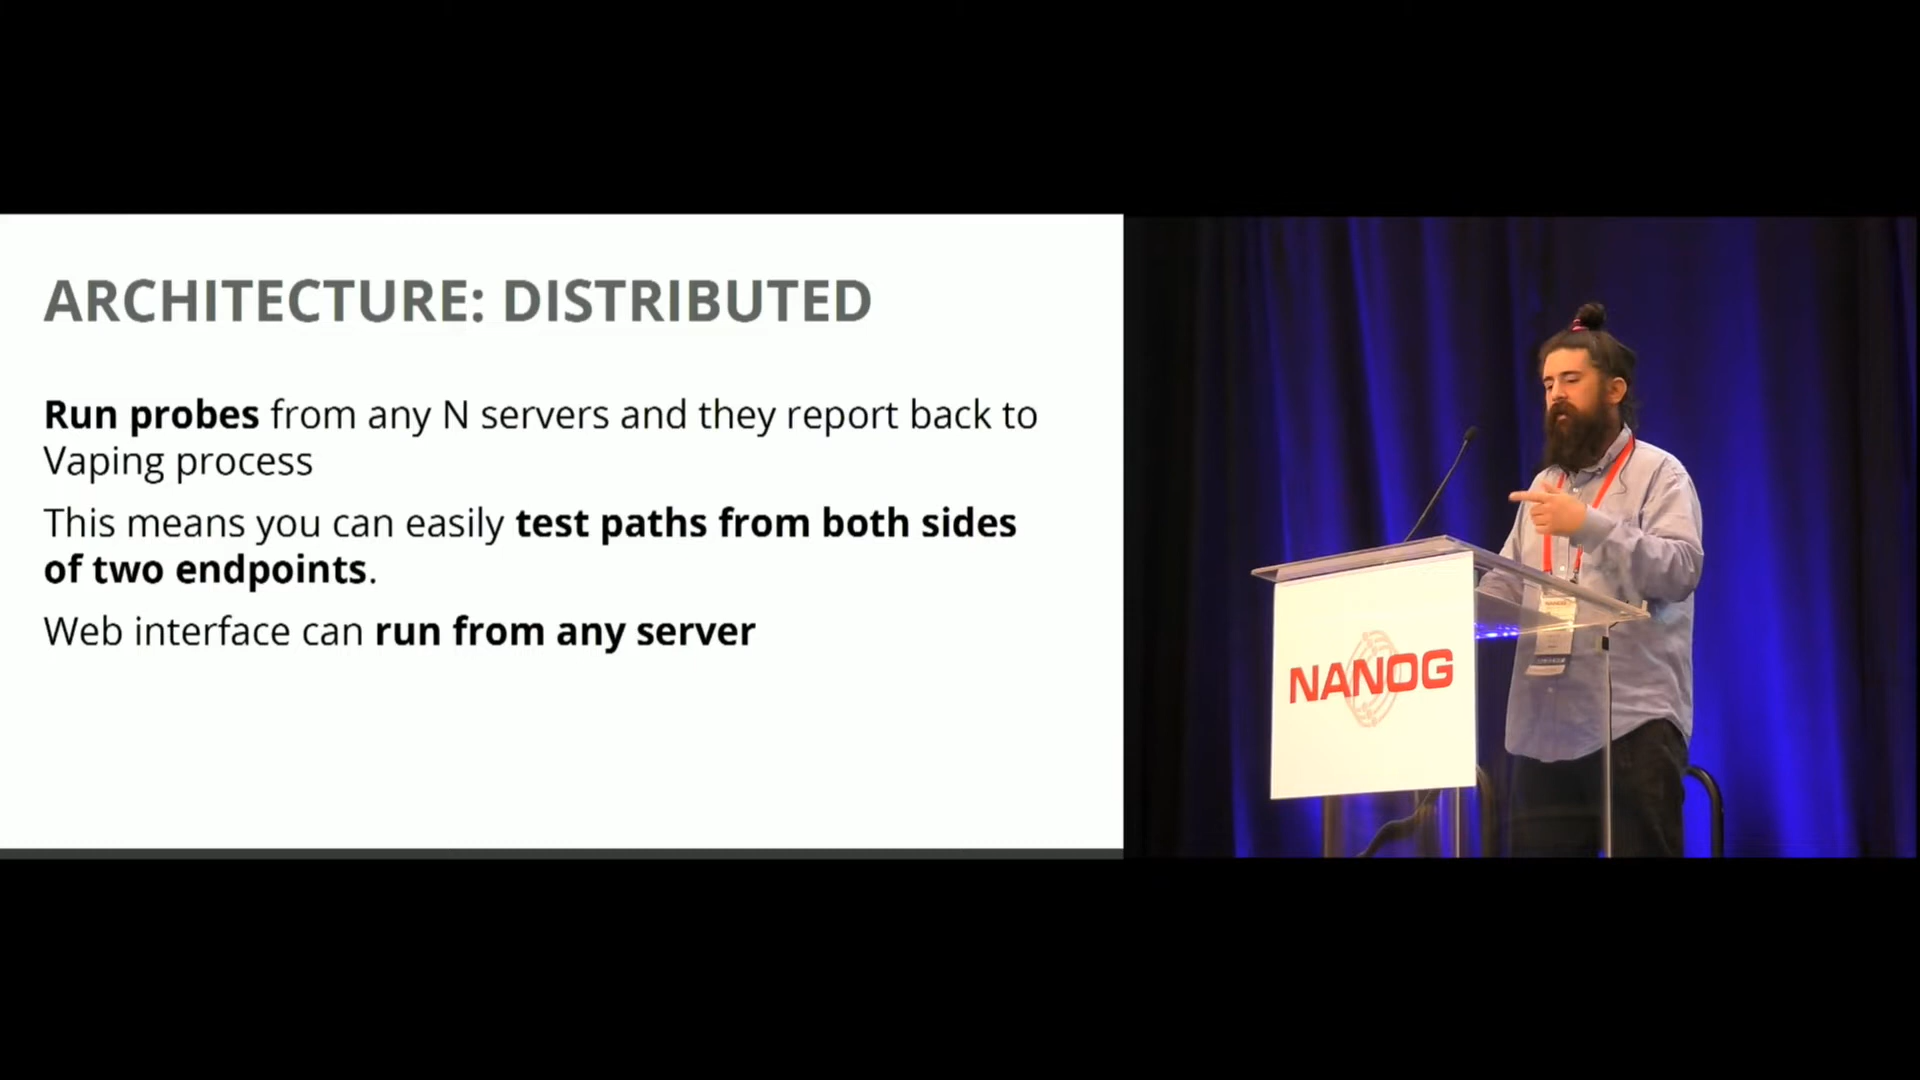 ARCHITECTURE: DISTRIBUTED
Run probes from any N servers and they report back to
Vaping process
This means you can easily test paths from both sides
of two endpoints.
Web interface can run from any server
NANOG
NANOG